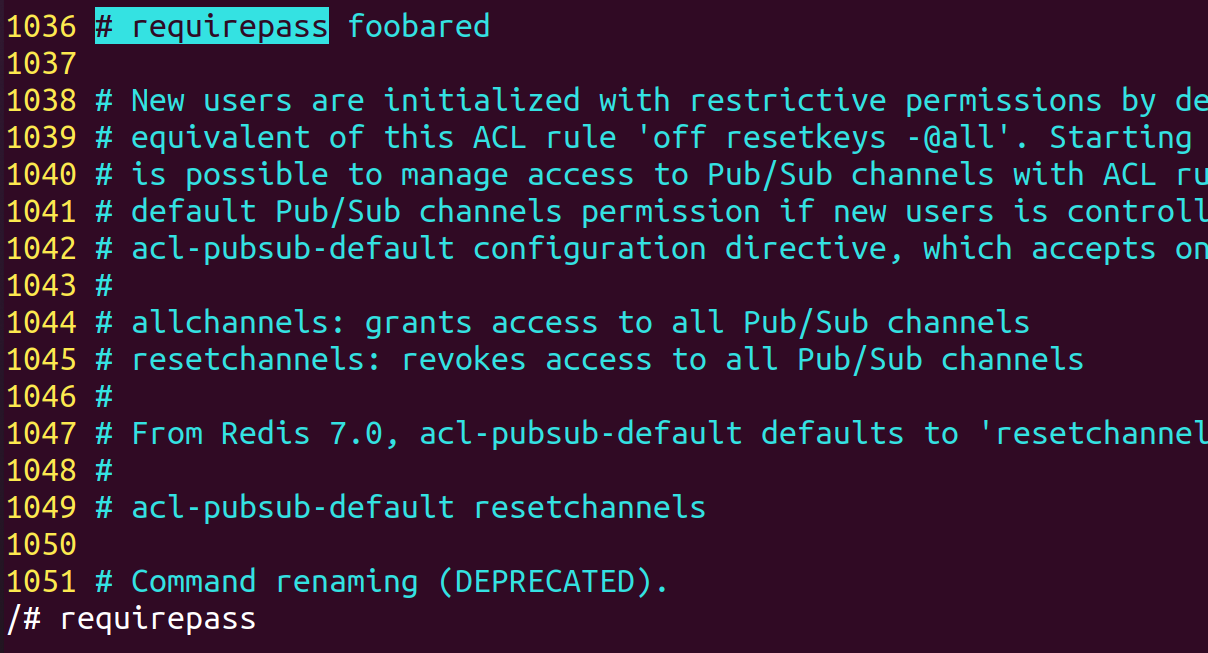 1036 # requirepass foobared
1037
1038 # New users are initialized with restrictive permissions by de
1039 # equivalent of this ACL rule 'off resetkeys -@all'. Starting
1040 # is possible to manage access to Pub/Sub channels with ACL ru
1041 # default Pub/Sub channels permission if new users is controll
1042 # acl-pubsub-default configuration directive, which accepts on
1043 #
1044 # allchannels: grants access to all Pub/Sub channels
1045 # resetchannels: revokes access to all Pub/Sub channels
1046 #
1047 # From Redis 7.0, acl-pubsub-default defaults to 'resetchannel
1048 #
1049 # acl-pubsub-default resetchannels
1050
1051 # Command renaming (DEPRECATED).
/# requirepass